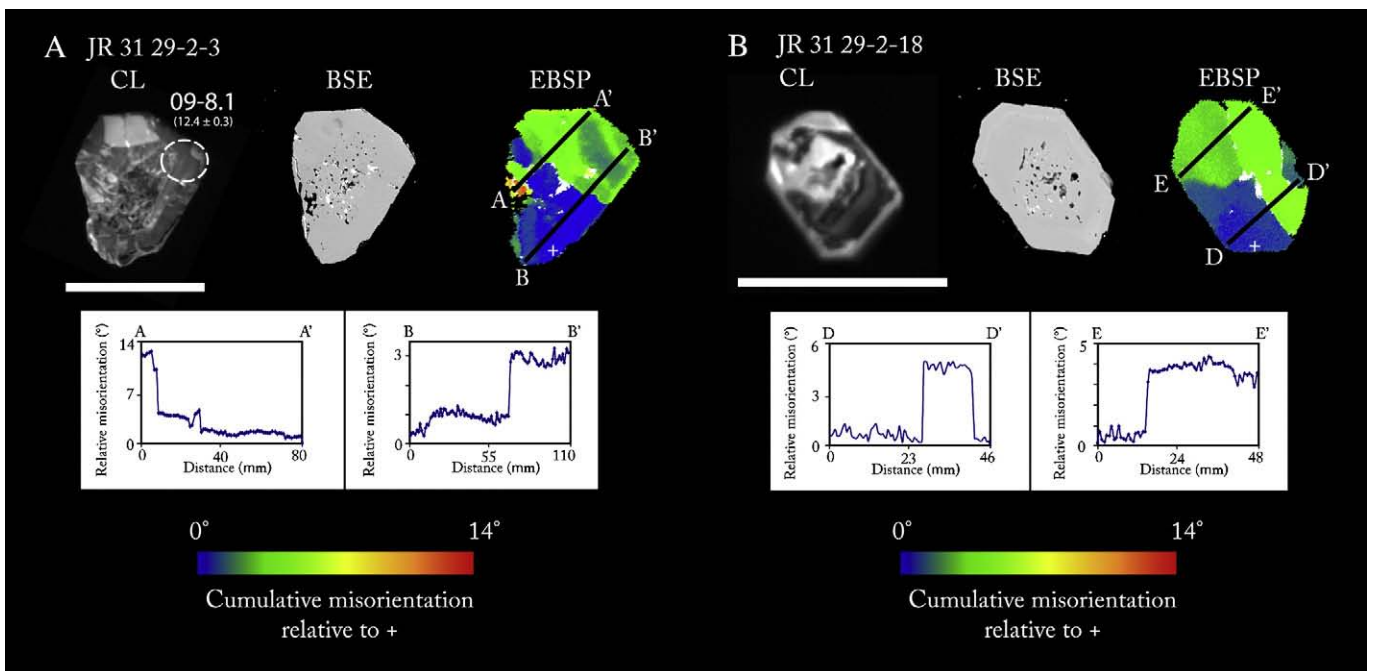 A JR 31 29-2-3
CL
BSE
EBSP
09-8.1
(12.4 ± 0.3)
A'
B'
A
B
+
B JR 31 29-2-18
CL
BSE
EBSP
E'
D'
E
D
+
A A'
Relative misorientation (°)
14
7
0
0 40 80
Distance (mm)
B B'
Relative misorientation (°)
3
0
0 55 110
Distance (mm)
D D'
Relative misorientation (°)
6
3
0
0 23 46
Distance (mm)
E E'
Relative misorientation (°)
5
0
0 24 48
Distance (mm)
0° 14°
Cumulative misorientation
relative to +
0° 14°
Cumulative misorientation
relative to +